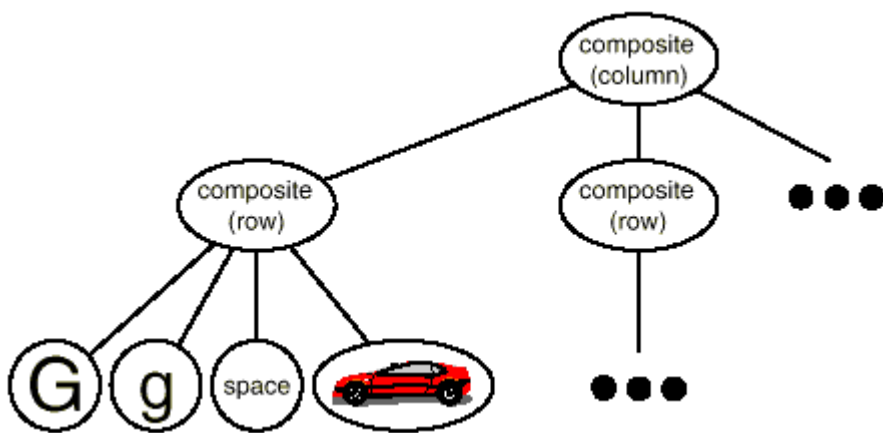 composite
(column)
composite
(row)
composite
(row)
G
g
space